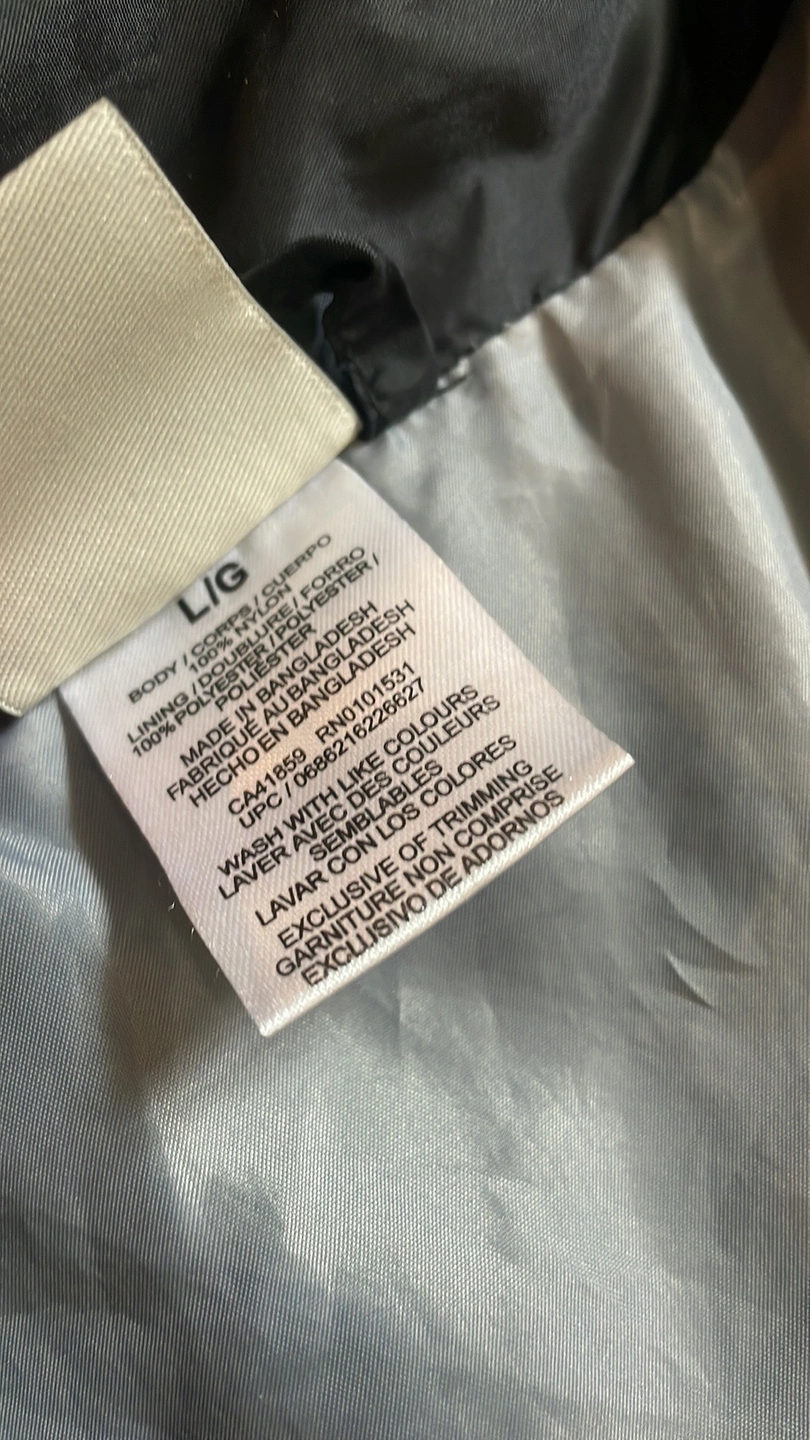 L/G
BODY / CORPS / CUERPO
100% NYLON
LINING / DOUBLURE / FORRO
100% POLYESTER / POLYESTER /
POLIÉSTER
MADE IN BANGLADESH
FABRIQUÉ AU BANGLADESH
HECHO EN BANGLADESH
CA41859 RN0101531
UPC / 0686216226627
WASH WITH LIKE COLOURS
LAVER AVEC DES COULEURS
SEMBLABLES
LAVAR CON LOS COLORES
EXCLUSIVE OF TRIMMING
GARNITURE NON COMPRISE
EXCLUSIVO DE ADORNOS